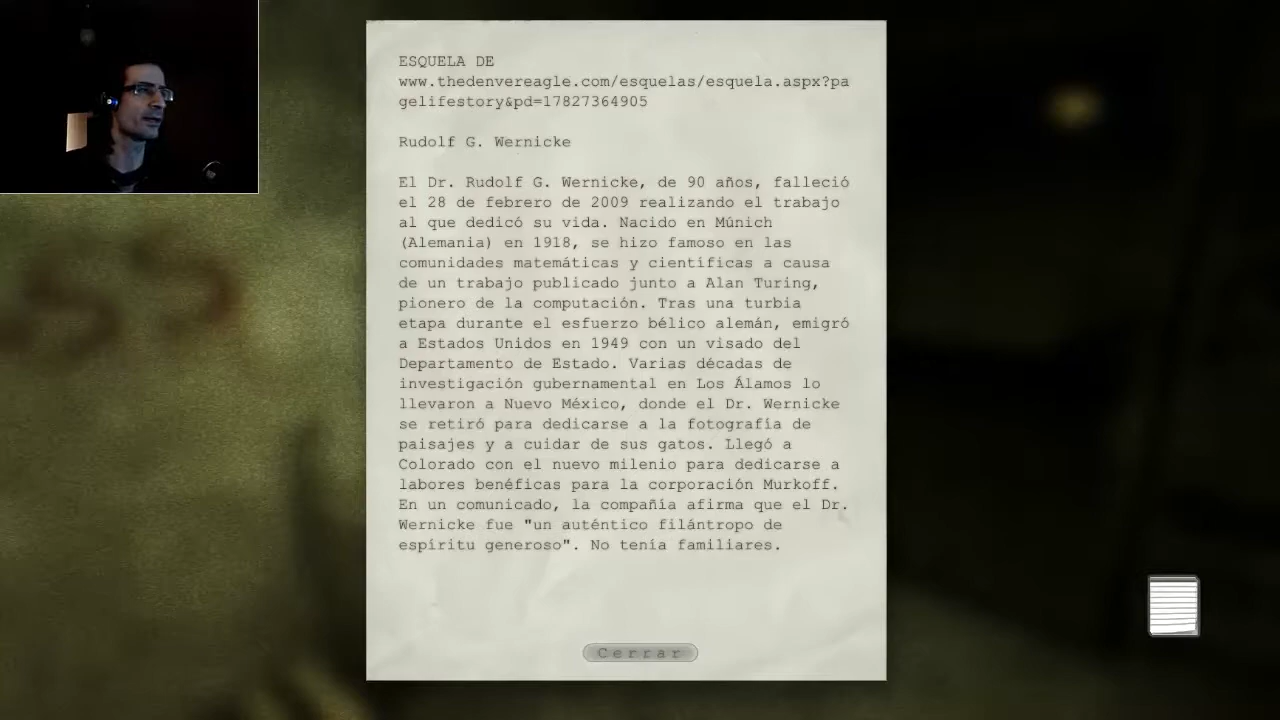 ESQUELA DE
www.thedenvereagle.com/esquelas/esquela.aspx?pa
gelifestory&pd=17827364905
Rudolf G. Wernicke
El Dr. Rudolf G. Wernicke, de 90 años, falleció
el 28 de febrero de 2009 realizando el trabajo
al que dedicó su vida. Nacido en Múnich
(Alemania) en 1918, se hizo famoso en las
comunidades matemáticas y científicas a causa
de un trabajo publicado junto a Alan Turing,
pionero de la computación. Tras una turbia
etapa durante el esfuerzo bélico alemán, emigró
a Estados Unidos en 1949 con un visado del
Departamento de Estado. Varias décadas de
investigación gubernamental en Los Álamos lo
llevaron a Nuevo México, donde el Dr. Wernicke
se retiró para dedicarse a la fotografía de
paisajes y a cuidar de sus gatos. Llegó a
Colorado con el nuevo milenio para dedicarse a
labores benéficas para la corporación Murkoff.
En un comunicado, la compañía afirma que el Dr.
Wernicke fue "un auténtico filántropo de
espíritu generoso". No tenía familiares.
Cerrar